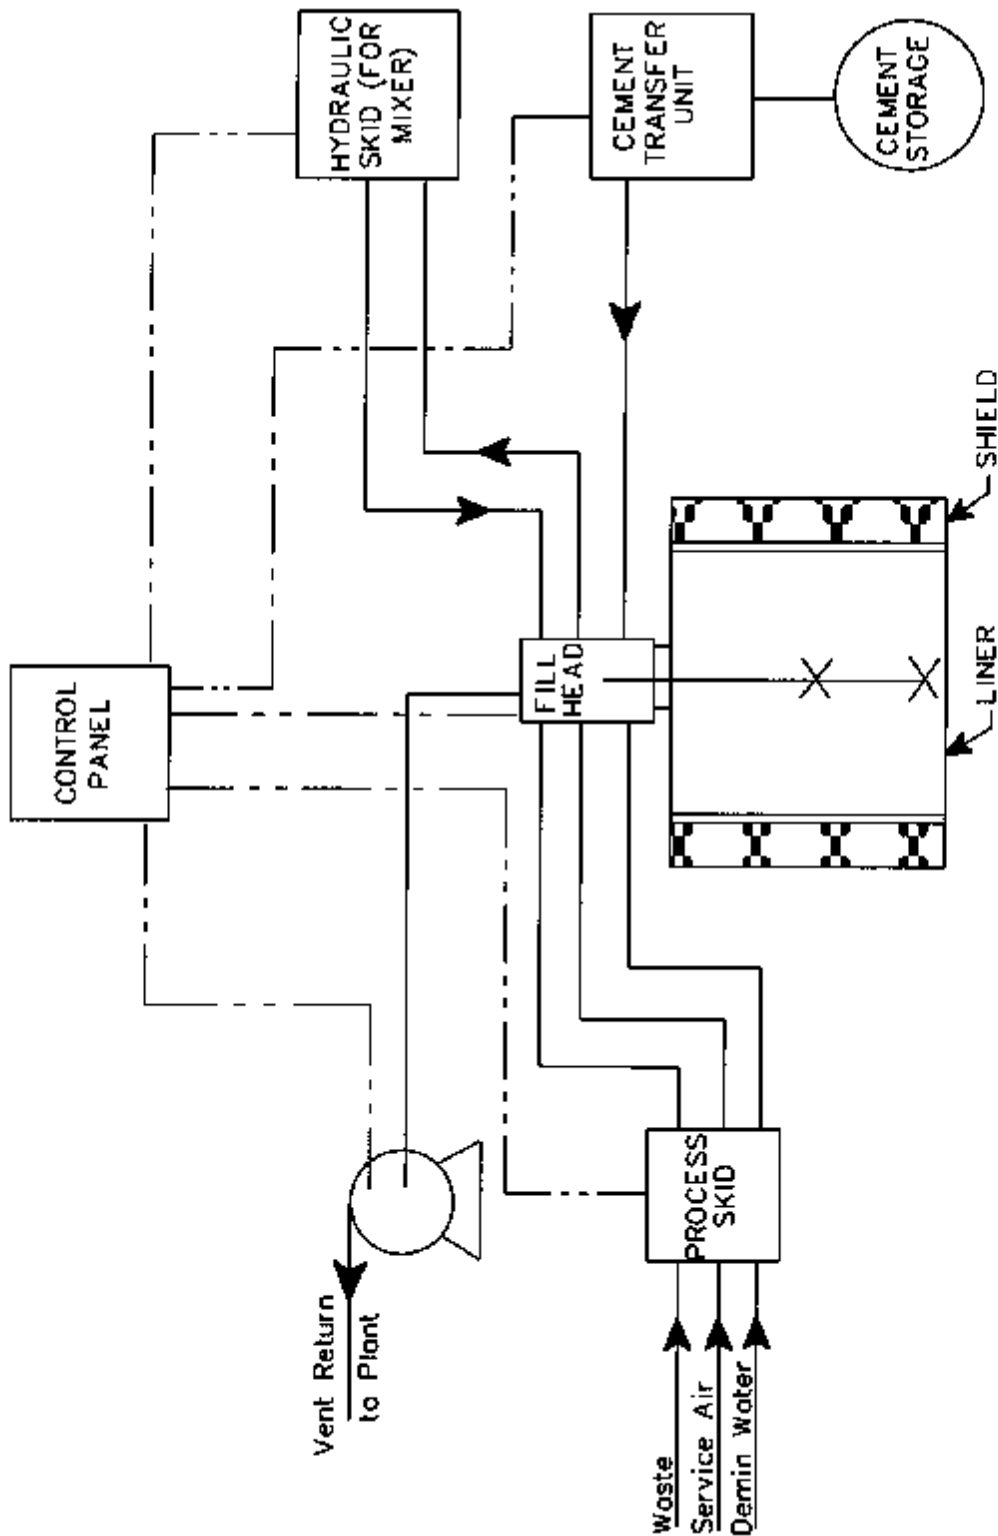 CONTROL
PANEL
HYDRAULIC
SKID (FOR
MIXER)
Vent Return
to Plant
FILL
HEAD
CEMENT
TRANSFER
UNIT
PROCESS
SKID
Waste
Service Air
Demin Water
CEMENT
STORAGE
LINER
SHIELD